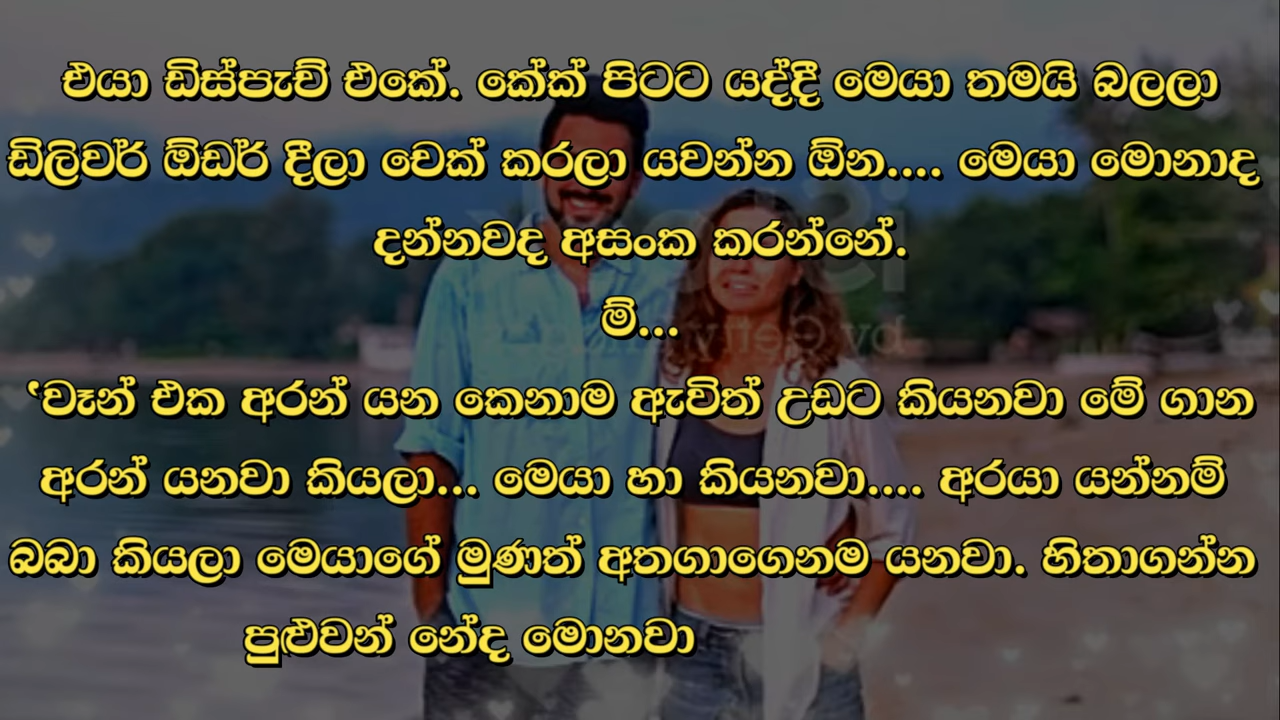 එයා ඩිස්පැච් එකේ. කේක් පිටට යද්දී මෙයා තමයි බලලා
ඩිලිවර් ඕඩර් දීලා චෙක් කරලා යවන්න ඕන.... මෙයා මොනාද
දන්නවද අසංක කරන්නේ.
ම්...
‛වෑන් එක අරන් යන කෙනාම ඇවිත් උඩට කියනවා මේ ගාන
අරන් යනවා කියලා... මෙයා හා කියනවා.... අරයා යන්නම්
බබා කියලා මෙයාගේ මුණත් අතගාගෙනම යනවා. හිතාගන්න
පුළුවන් නේද මොනවා